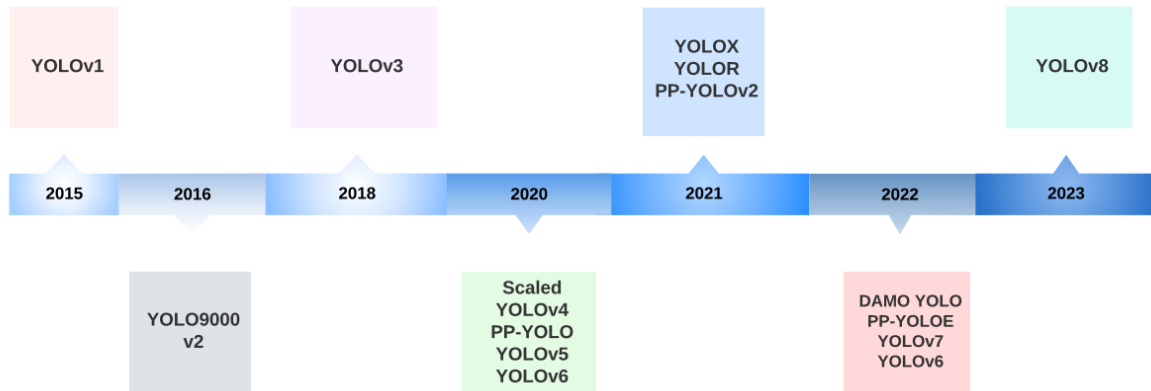 YOLOv1
YOLOv3
YOLOX
YOLOR
PP-YOLOv2
YOLOv8
2015
2016
2018
2020
2021
2022
2023
YOLO9000
v2
Scaled
YOLOv4
PP-YOLO
YOLOv5
YOLOv6
DAMO YOLO
PP-YOLOE
YOLOv7
YOLOv6